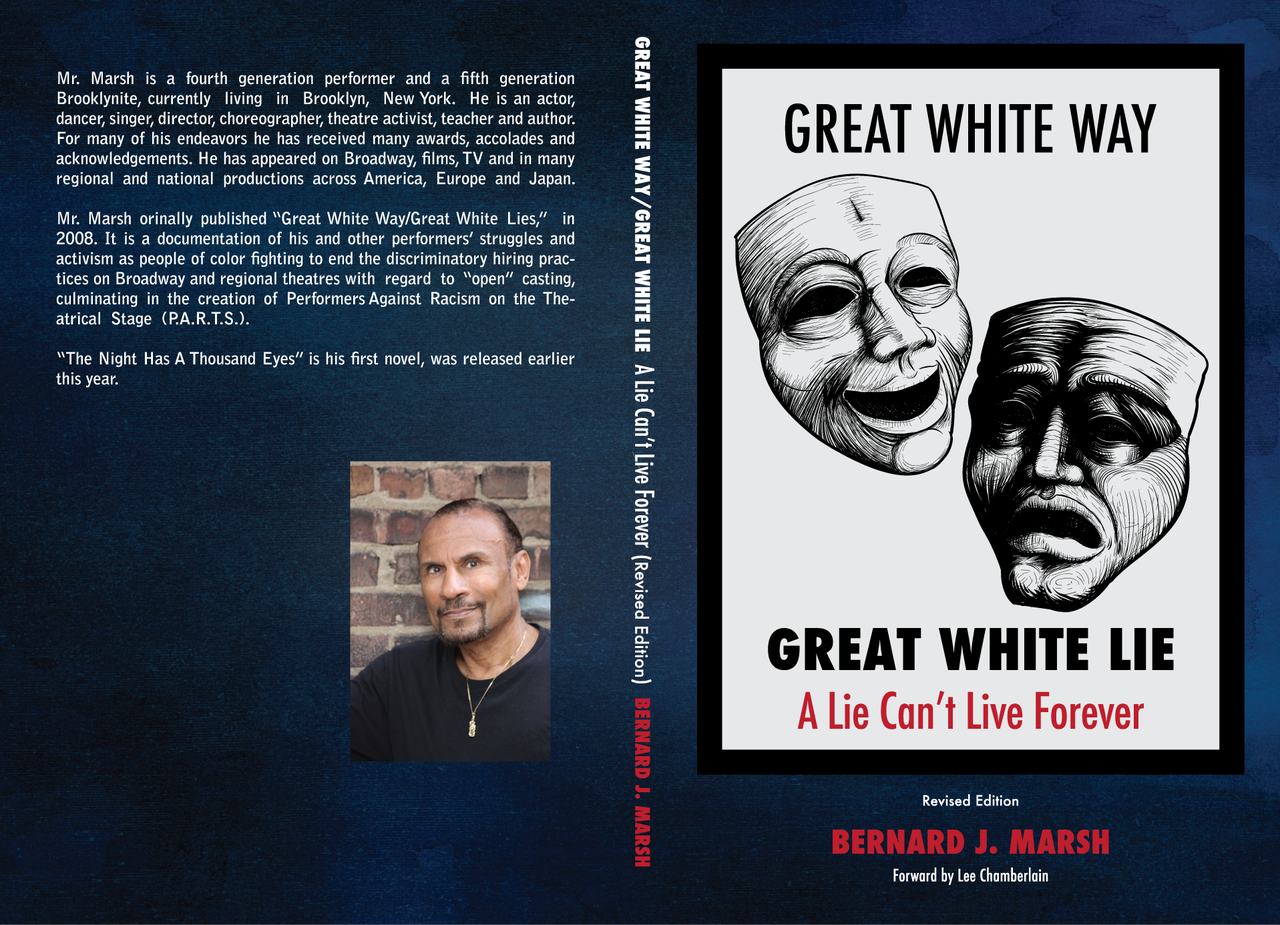 Mr. Marsh is a fourth generation performer and a fifth generation
Brooklynite, currently living in Brooklyn, New York. He is an actor,
dancer, singer, director, choreographer, theatre activist, teacher and author.
For many of his endeavors he has received many awards, accolades and
acknowledgements. He has appeared on Broadway, films, TV and in many
regional and national productions across America, Europe and Japan.
Mr. Marsh orinally published “Great White Way/Great White Lies,” in
2008. It is a documentation of his and other performers’ struggles and
activism as people of color fighting to end the discriminatory hiring prac-
tices on Broadway and regional theatres with regard to “open” casting,
culminating in the creation of Performers Against Racism on the The-
atrical Stage (P.A.R.T.S.).
“The Night Has A Thousand Eyes” is his first novel, was released earlier
this year.
GREAT WHITE WAY/GREAT WHITE LIE A Lie Can’t Live Forever (Revised Edition) BERNARD J. MARSH
GREAT WHITE WAY
GREAT WHITE LIE
A Lie Can’t Live Forever
Revised Edition
BERNARD J. MARSH
Forward by Lee Chamberlain